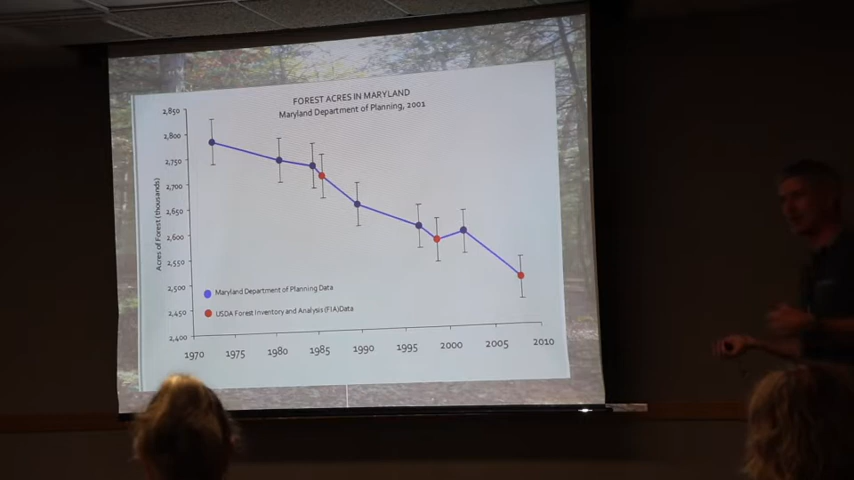 FOREST ACRES IN MARYLAND
Maryland Department of Planning, 2001
Acres of Forest (thousands)
2,850
2,800
2,750
2,700
2,650
2,600
2,550
2,500
2,450
2,400
Maryland Department of Planning Data
USDA Forest Inventory and Analysis (FIA)Data
1970 1975 1980 1985 1990 1995 2000 2005 2010